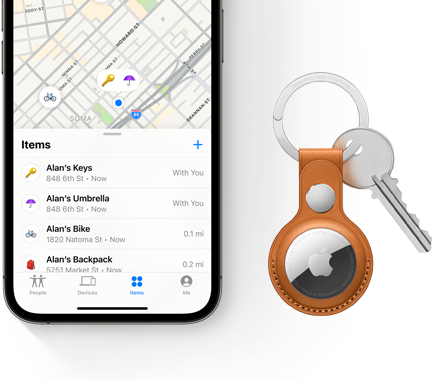 EDDY ST
HOWARD ST
SOMA
80
BRANNAN ST
Items
+
Alan's Keys
848 6th St • Now
With You
Alan's Umbrella
848 6th St • Now
With You
Alan's Bike
1820 Natoma St • Now
0.1 mi
Alan's Backpack
5251 Market St • Now
0.2 mi
People
Devices
Items
Me